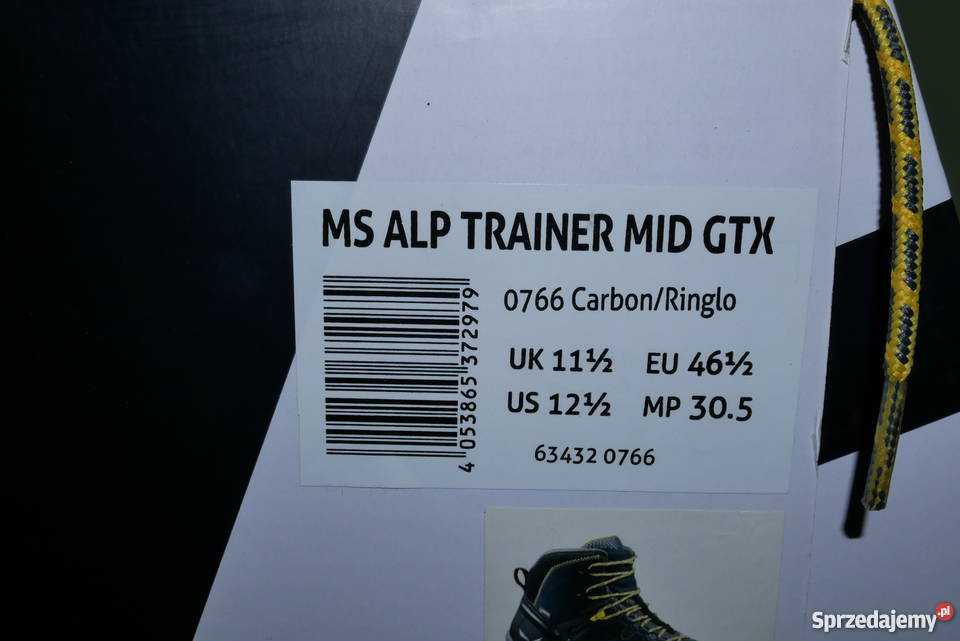 MS ALP TRAINER MID GTX
0766 Carbon/Ringlo
UK 11½ EU 46½
US 12½ MP 30.5
63432 0766
4 053865 372979
Sprzedajemy.pl